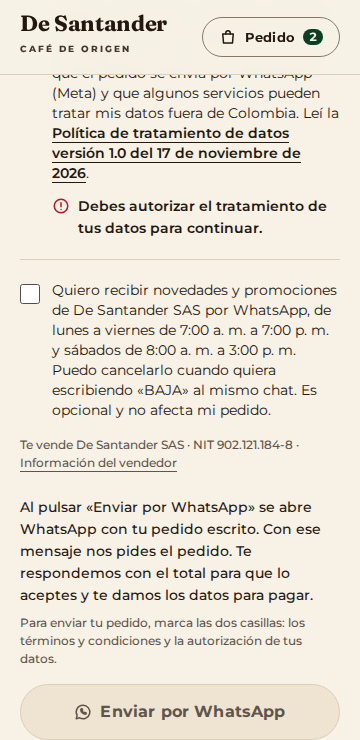 De Santander
CAFÉ DE ORIGEN
Pedido 2
que el pedido se envía por WhatsApp
(Meta) y que algunos servicios pueden
tratar mis datos fuera de Colombia. Leí la
Política de tratamiento de datos
versión 1.0 del 17 de noviembre de
2026.
Debes autorizar el tratamiento de
tus datos para continuar.
Quiero recibir novedades y promociones
de De Santander SAS por WhatsApp, de
lunes a viernes de 7:00 a. m. a 7:00 p. m.
y sábados de 8:00 a. m. a 3:00 p. m.
Puedo cancelarlo cuando quiera
escribiendo «BAJA» al mismo chat. Es
opcional y no afecta mi pedido.
Te vende De Santander SAS · NIT 902.121.184-8 ·
Información del vendedor
Al pulsar «Enviar por WhatsApp» se abre
WhatsApp con tu pedido escrito. Con ese
mensaje nos pides el pedido. Te
respondemos con el total para que lo
aceptes y te damos los datos para pagar.
Para enviar tu pedido, marca las dos casillas: los
términos y condiciones y la autorización de tus
datos.
Enviar por WhatsApp